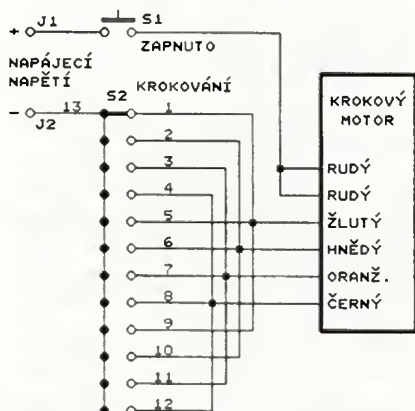 S1
+ J1
ZAPNUTO
NAPÁJECÍ
NAPĚTÍ
S2 KROKOVÁNÍ
- 13
J2
1
2
3
4
5
6
7
8
9
10
11
12
KROKOVÝ
MOTOR
RUDÝ
RUDÝ
ŽLUTÝ
HNĚDÝ
ORANŽ.
ČERNÝ